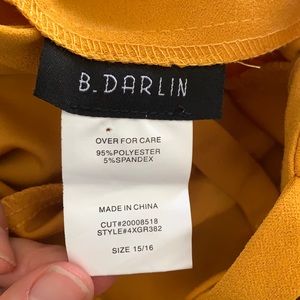 B.DARLIN
OVER FOR CARE
95%POLYESTER
5%SPANDEX
MADE IN CHINA
CUT#20008518
STYLE#4XGR382
SIZE 15/16